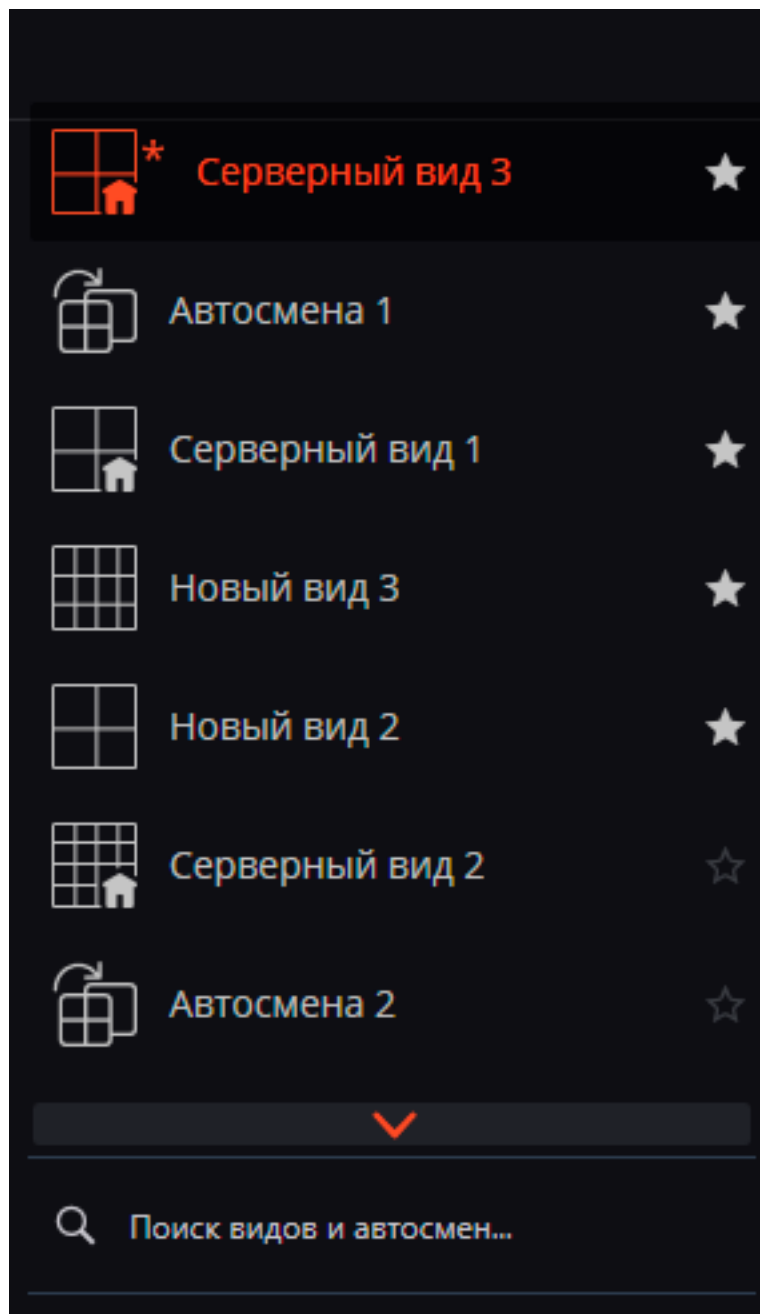 * Серверный вид 3
Автосмена 1
Серверный вид 1
Новый вид 3
Новый вид 2
Серверный вид 2
Автосмена 2
Поиск видов и автосмен...